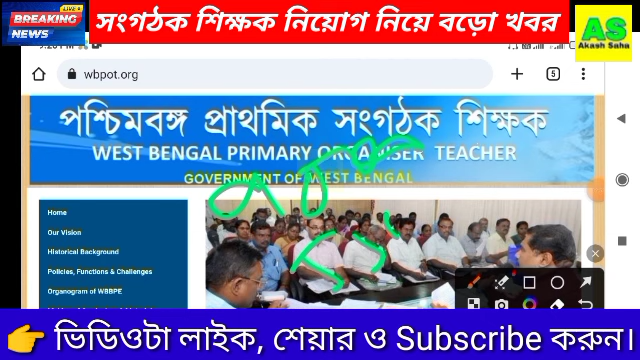 BREAKING
NEWS
LIVE
সংগঠক শিক্ষক নিয়োগ নিয়ে বড়ো খবর
AS
Akash Saha
wbpot.org
5
পশ্চিমবঙ্গ প্রাথমিক সংগঠক শিক্ষক
WEST BENGAL PRIMARY ORGANISER TEACHER
GOVERNMENT OF WEST BENGAL
Home
Our Vision
Historical Background
Policies, Functions & Challenges
Organogram of WBBPE
👉 ভিডিওটা লাইক, শেয়ার ও Subscribe করুন।